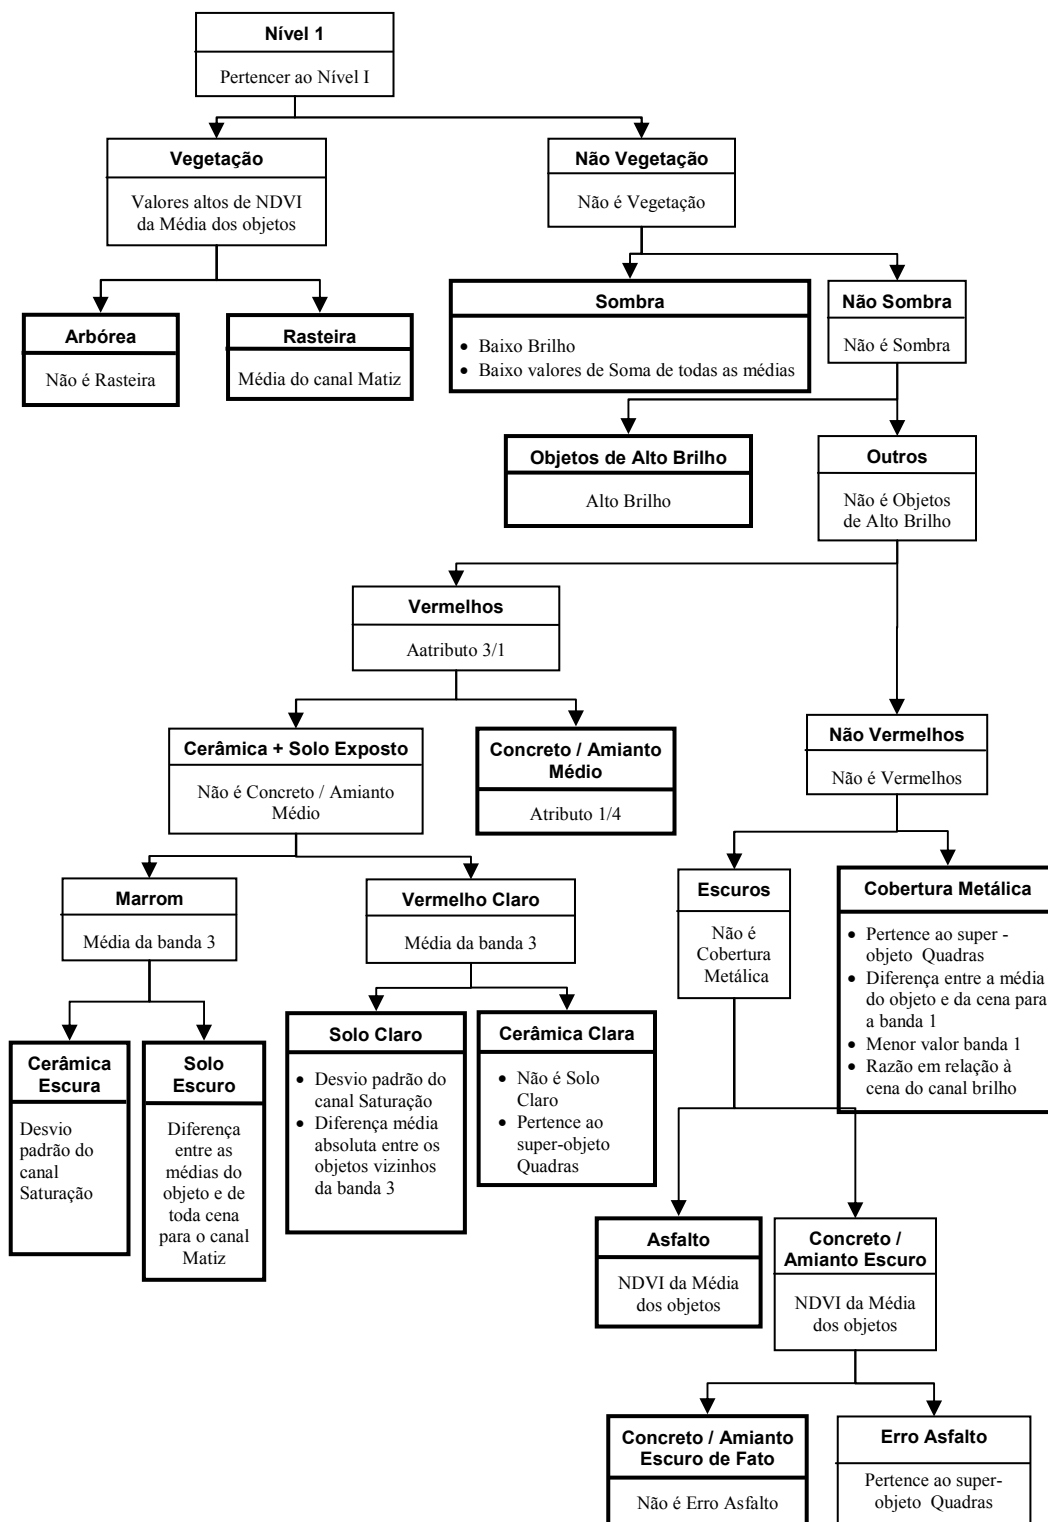 Nível 1
Pertencer ao Nível I
Vegetação
Valores altos de NDVI
da Média dos objetos
Não Vegetação
Não é Vegetação
Arbórea
Não é Rasteira
Rasteira
Média do canal Matiz
Sombra
• Baixo Brilho
• Baixo valores de Soma de todas as médias
Não Sombra
Não é Sombra
Objetos de Alto Brilho
Alto Brilho
Outros
Não é Objetos
de Alto Brilho
Vermelhos
Aatributo 3/1
Cerâmica + Solo Exposto
Não é Concreto / Amianto
Médio
Concreto / Amianto
Médio
Atributo 1/4
Não Vermelhos
Não é Vermelhos
Marrom
Média da banda 3
Vermelho Claro
Média da banda 3
Escuros
Não é
Cobertura
Metálica
Cobertura Metálica
• Pertence ao super -
objeto Quadras
• Diferença entre a média
do objeto e da cena para
a banda 1
• Menor valor banda 1
• Razão em relação à
cena do canal brilho
Cerâmica
Escura
Desvio
padrão do
canal
Saturação
Solo
Escuro
Diferença
entre as
médias do
objeto e de
toda cena
para o canal
Matiz
Solo Claro
• Desvio padrão do
canal Saturação
• Diferença média
absoluta entre os
objetos vizinhos
da banda 3
Cerâmica Clara
• Não é Solo
Claro
• Pertence ao
super-objeto
Quadras
Asfalto
NDVI da Média
dos objetos
Concreto /
Amianto Escuro
NDVI da Média
dos objetos
Concreto / Amianto
Escuro de Fato
Não é Erro Asfalto
Erro Asfalto
Pertence ao super-
objeto Quadras